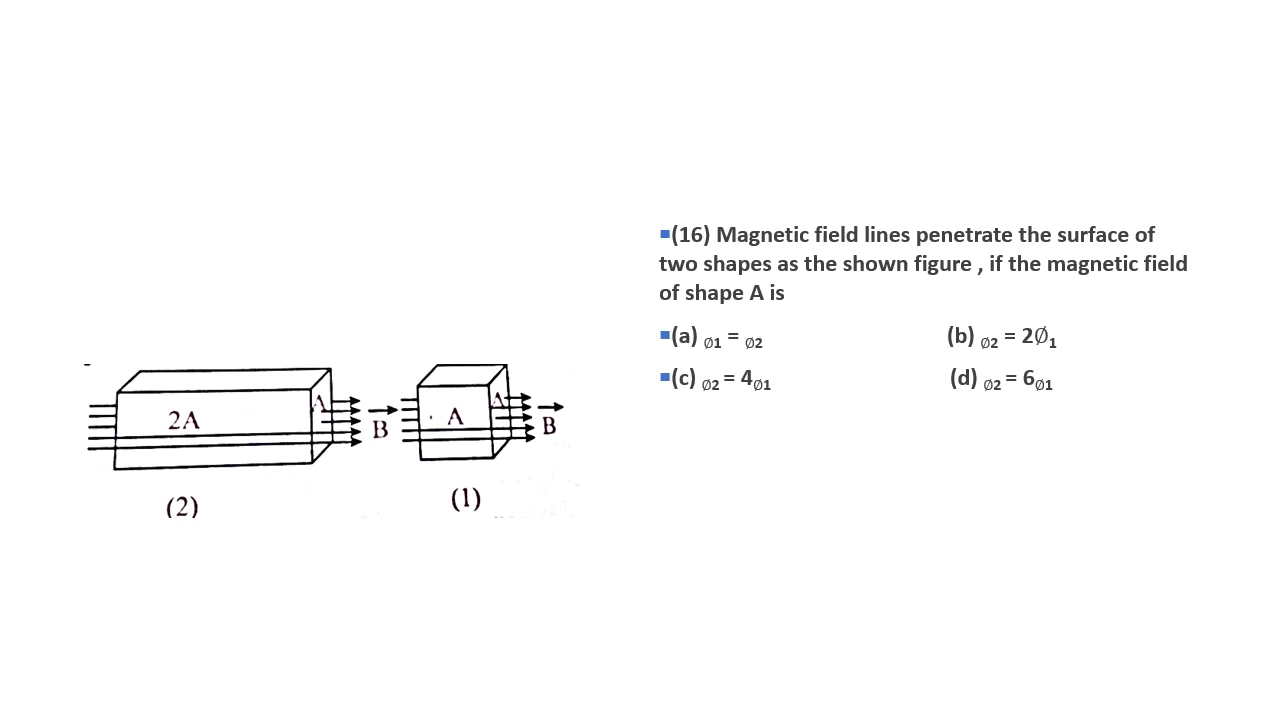 (16) Magnetic field lines penetrate the surface of
two shapes as the shown figure , if the magnetic field
of shape A is
(a) ∅1 = ∅2 (b) ∅2 = 2∅1
(c) ∅2 = 4∅1 (d) ∅2 = 6∅1
2A A B A A B
(2) (1)